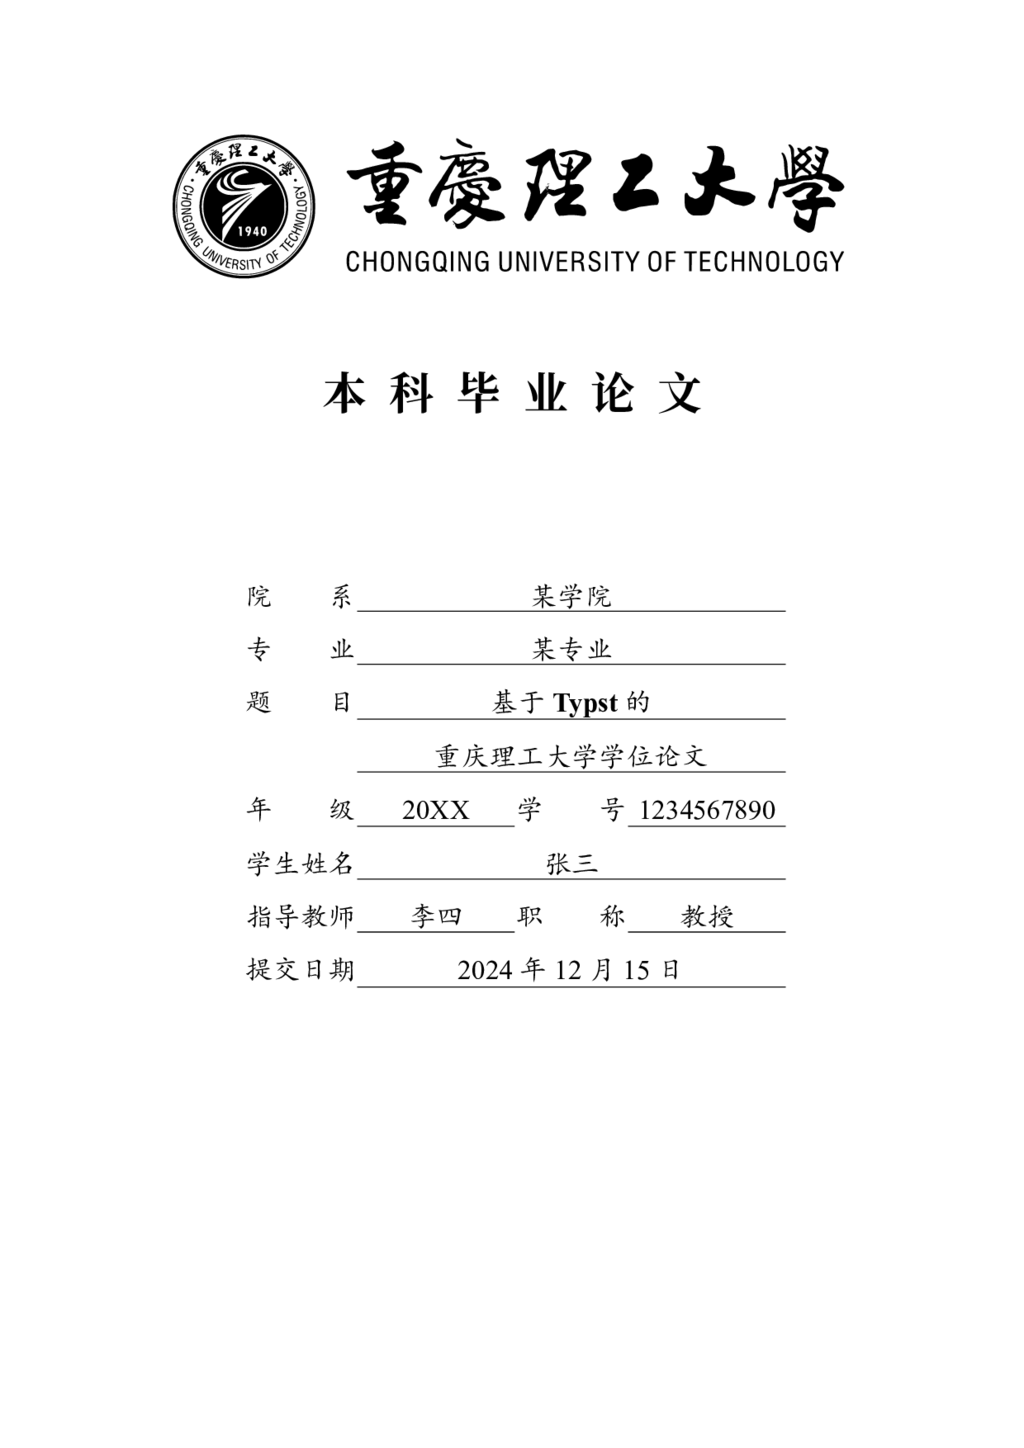 重慶理工大學
CHONGQING UNIVERSITY OF TECHNOLOGY
1940
重慶理工大學
CHONGQING UNIVERSITY OF TECHNOLOGY
本科毕业论文
院 系 某学院
专 业 某专业
题 目 基于 Typst 的
重庆理工大学学位论文
年 级 20XX 学 号 1234567890
学生姓名 张三
指导教师 李四 职 称 教授
提交日期 2024 年 12 月 15 日